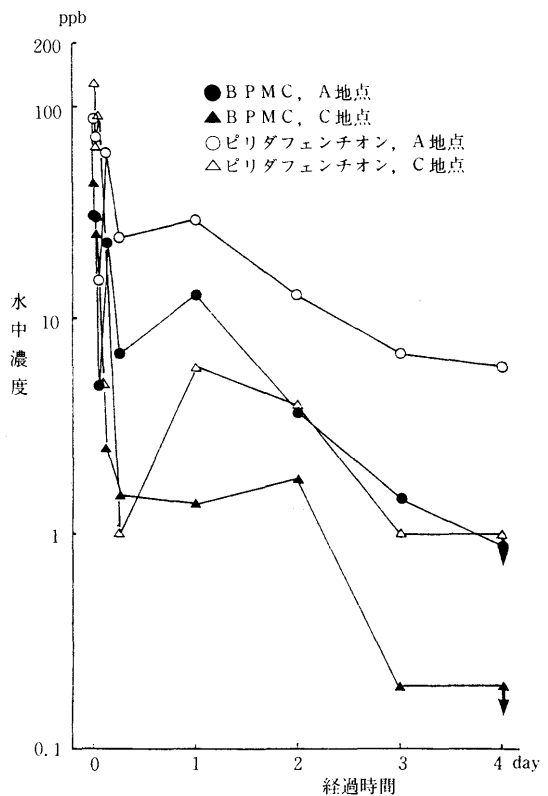 ppb
200
100
10
1
0.1
水中濃度
● ＢＰＭＣ，Ａ地点
▲ ＢＰＭＣ，Ｃ地点
○ ピリダフェンチオン，Ａ地点
△ ピリダフェンチオン，Ｃ地点
0 1 2 3 4 day
経過時間